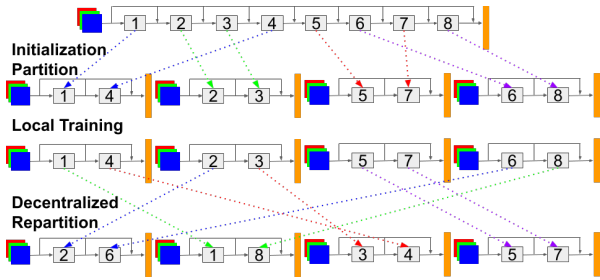 1 2 3 4 5 6 7 8
Initialization
Partition
1 4 2 3 5 7 6 8
Local Training
1 4 2 3 5 7 6 8
Decentralized
Repartition
2 6 1 8 3 4 5 7